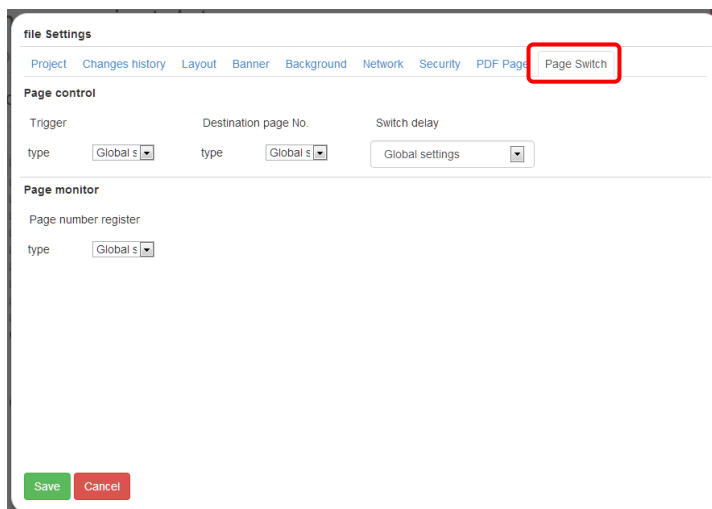 file Settings
Project Changes history Layout Banner Background Network Security PDF Page Page Switch
Page control
Trigger Destination page No. Switch delay
type Global s type Global s Global settings
Page monitor
Page number register
type Global s
Save Cancel